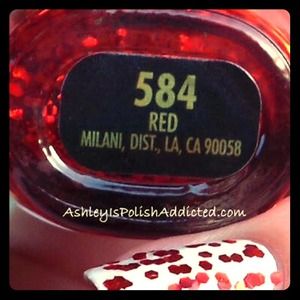 584
RED
MILANI, DIST., LA, CA 90058
AshleyIsPolishAddicted.com